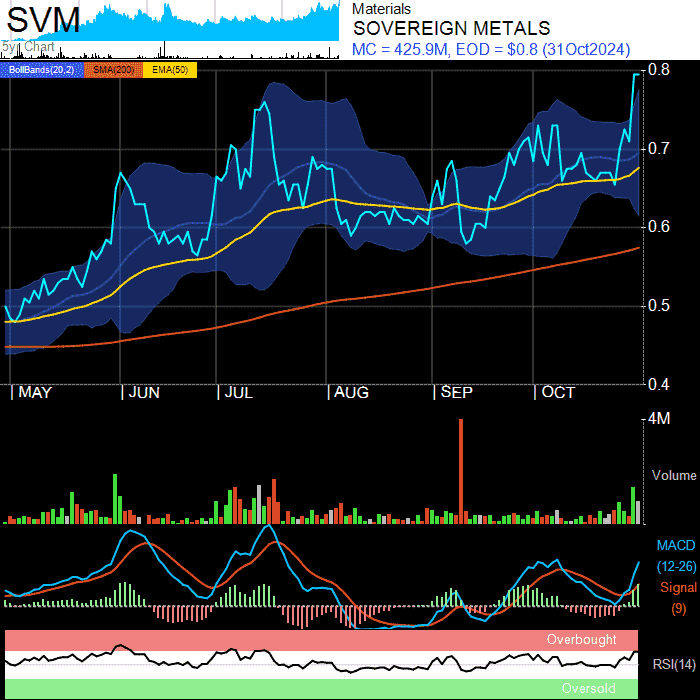 SVM
5yr Chart
Materials
SOVEREIGN METALS
MC = 425.9M, EOD = $0.8 (31Oct2024)
BollBands(20,2) SMA(200) EMA(50)
0.8
0.7
0.6
0.5
0.4
MAY JUN JUL AUG SEP OCT
4M
Volume
MACD
(12-26)
Signal
(9)
Overbought
RSI(14)
Oversold